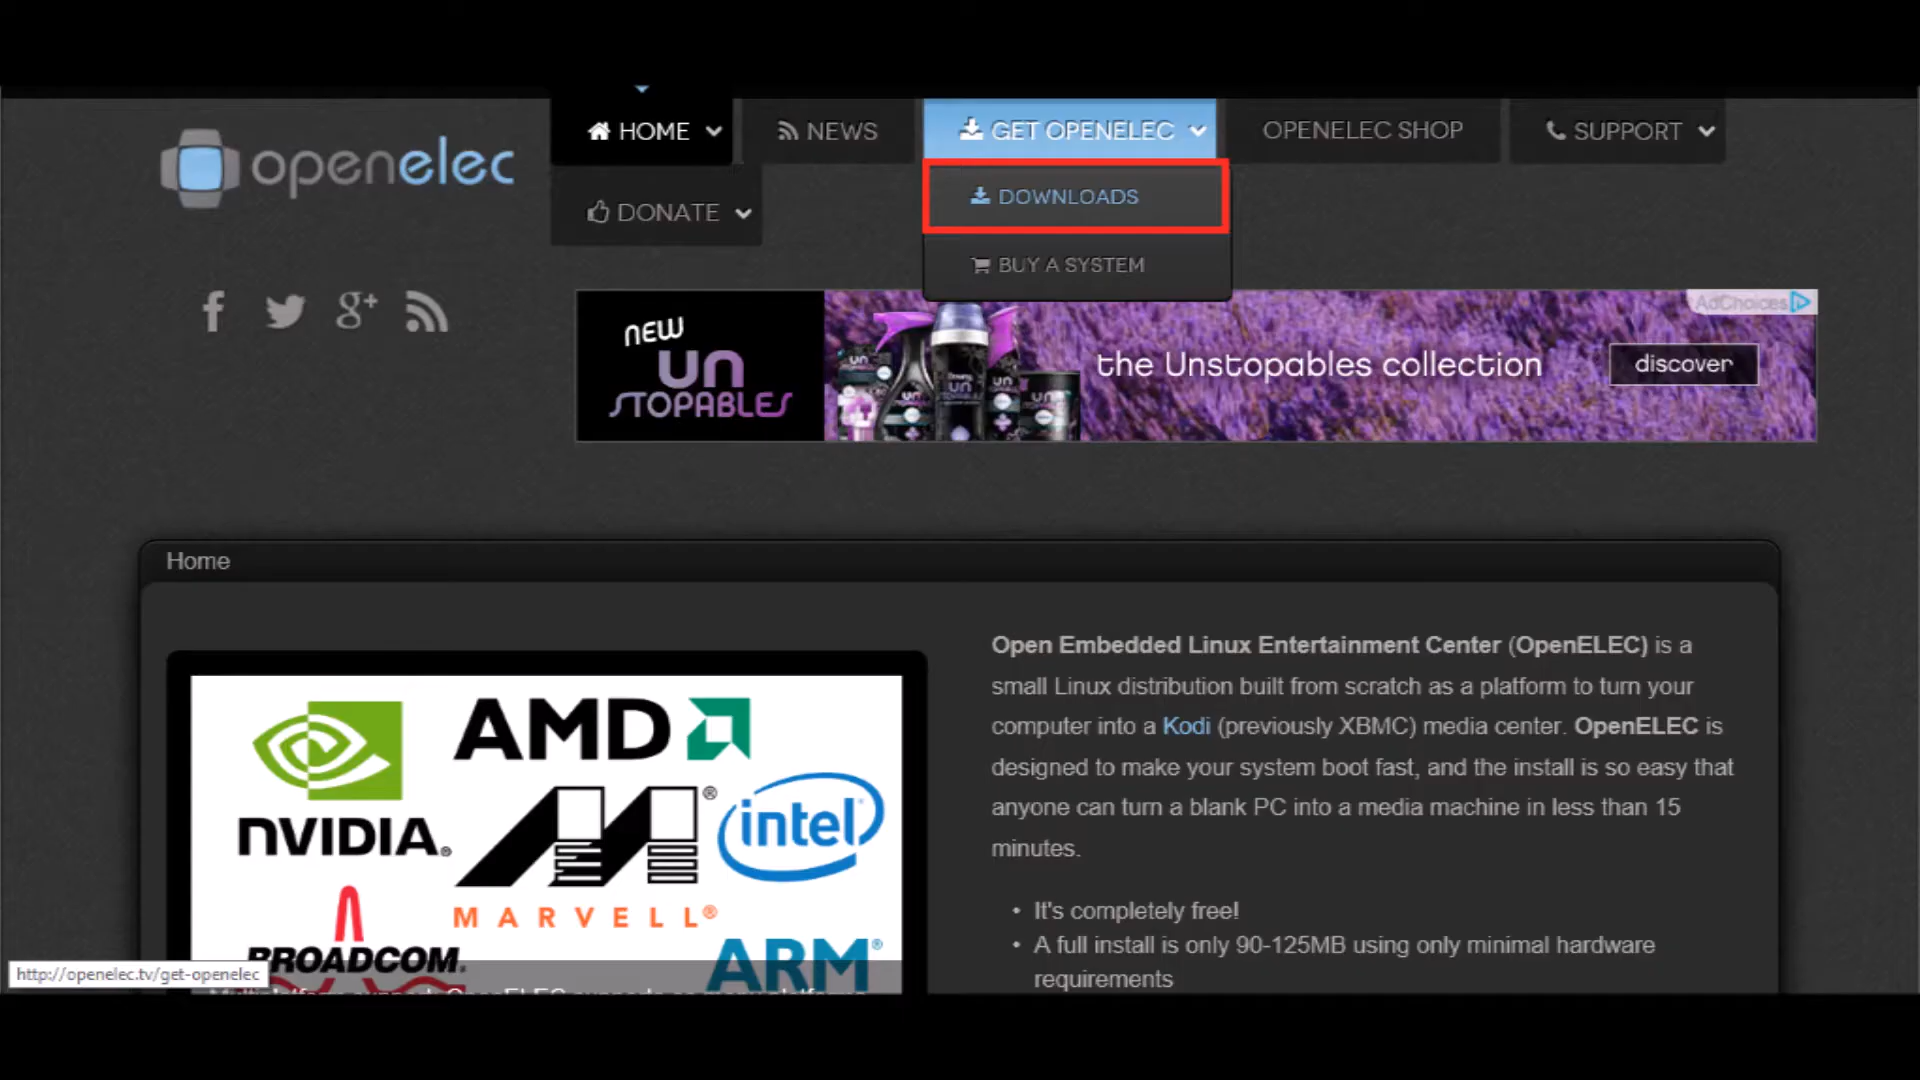 HOME
NEWS
GET OPENELEC
OPENELEC SHOP
SUPPORT
openelec
DOWNLOADS
DONATE
BUY A SYSTEM
AdChoices
NEW
UN
STOPABLES
the Unstopables collection
discover
Home
Open Embedded Linux Entertainment Center (OpenELEC) is a
small Linux distribution built from scratch as a platform to turn your
computer into a Kodi (previously XBMC) media center. OpenELEC is
designed to make your system boot fast, and the install is so easy that
anyone can turn a blank PC into a media machine in less than 15
minutes.
• It's completely free!
• A full install is only 90-125MB using only minimal hardware
requirements
AMD
NVIDIA®
intel®
MARVELL®
BROADCOM®
ARM®
http://openelec.tv/get-openelec